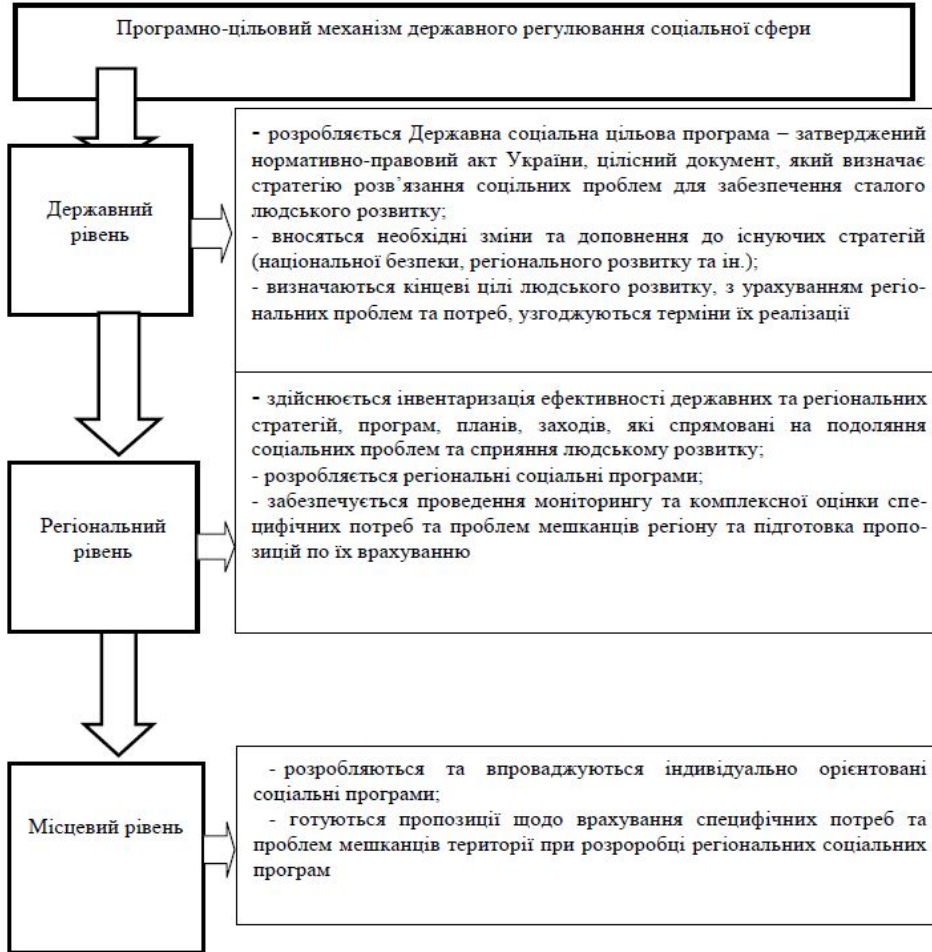 Програмно-цільовий механізм державного регулювання соціальної сфери
Державний
рівень
- розробляється Державна соціальна цільова програма – затверджений
нормативно-правовий акт України, цілісний документ, який визначає
стратегію розв’язання соцільних проблем для забезпечення сталого
людського розвитку;
- вносяться необхідні зміни та доповнення до існуючих стратегій
(національної безпеки, регіонального розвитку та ін.);
- визначаються кінцеві цілі людського розвитку, з урахуванням регіо-
нальних проблем та потреб, узгоджуються терміни їх реалізації
Регіональний
рівень
- здійснюється інвентаризація ефективності державних та регіональних
стратегій, програм, планів, заходів, які спрямовані на подоляння
соціальних проблем та сприяння людському розвитку;
- розробляється регіональні соціальні програми;
- забезпечується проведення моніторингу та комплексної оцінки спе-
цифічних потреб та проблем мешканців регіону та підготовка пропо-
зицій по їх врахуванню
Місцевий рівень
- розробляються та впроваджуються індивідуально орієнтовані
соціальні програми;
- готуються пропозиції щодо врахування специфічних потреб та
проблем мешканців території при розроробці регіональних соціальних
програм